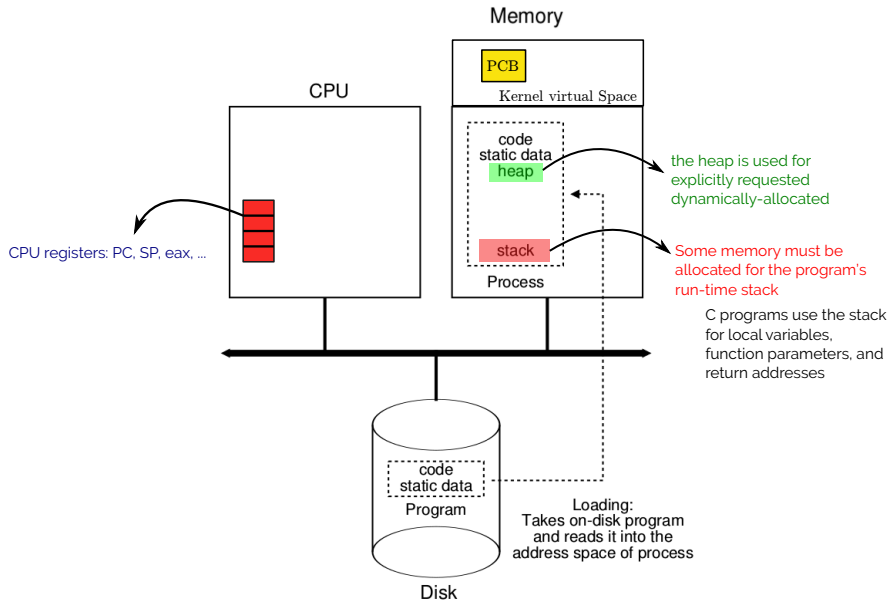 Memory
PCB
Kernel virtual Space
CPU
code
static data
heap
the heap is used for
explicitly requested
dynamically-allocated
CPU registers: PC, SP, eax, ...
stack
Process
Some memory must be
allocated for the program's
run-time stack
C programs use the stack
for local variables,
function parameters, and
return addresses
code
static data
Program
Loading:
Takes on-disk program
and reads it into the
address space of process
Disk